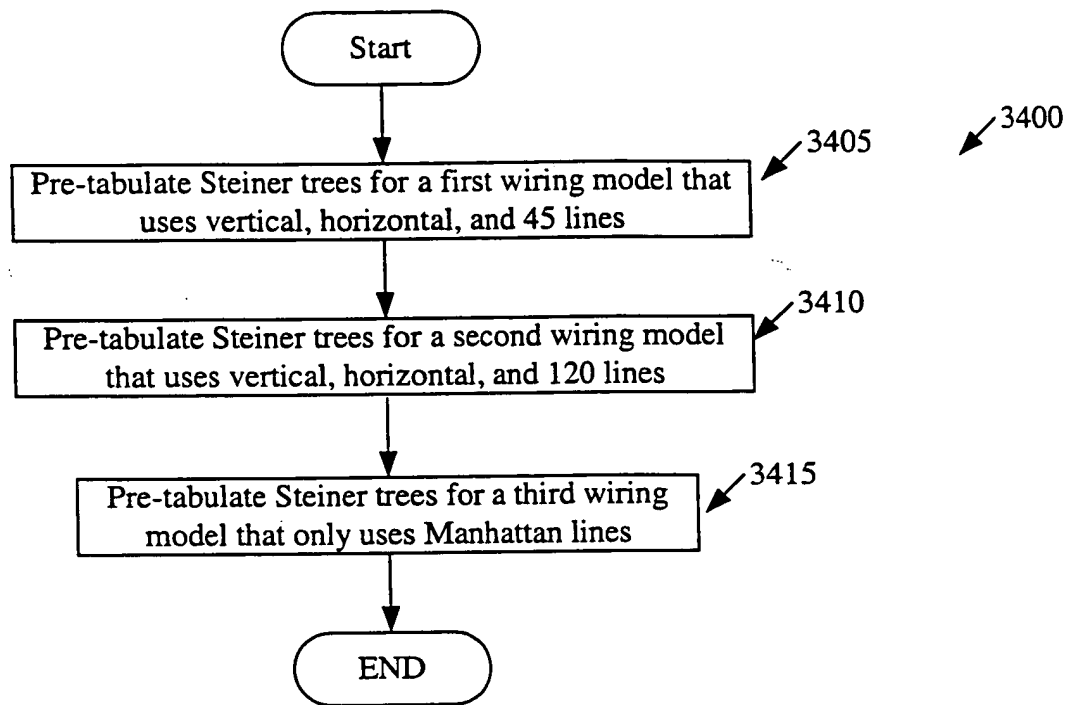 Start
3400
3405
Pre-tabulate Steiner trees for a first wiring model that
uses vertical, horizontal, and 45 lines
3410
Pre-tabulate Steiner trees for a second wiring model
that uses vertical, horizontal, and 120 lines
3415
Pre-tabulate Steiner trees for a third wiring
model that only uses Manhattan lines
END